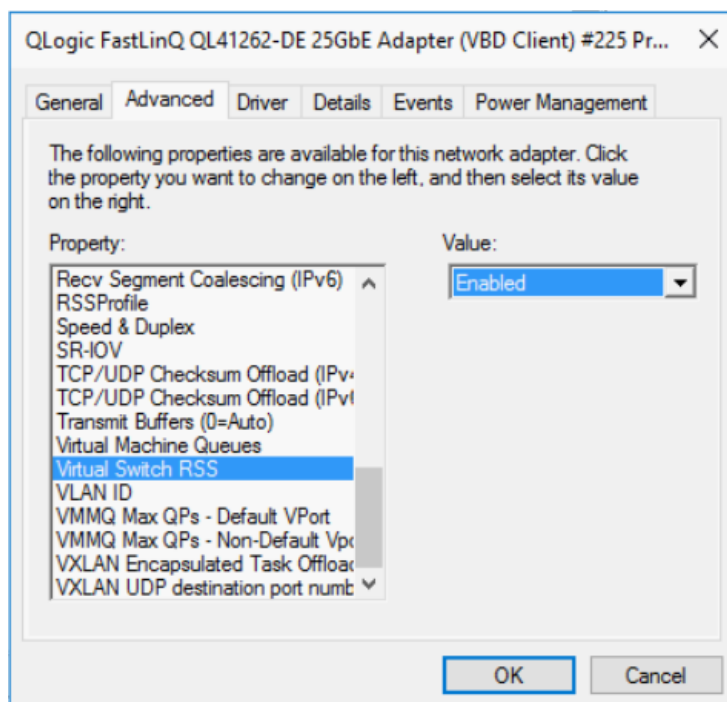 QLogic FastLinQ QL41262-DE 25GbE Adapter (VBD Client) #225 Pr...
General Advanced Driver Details Events Power Management
The following properties are available for this network adapter. Click
the property you want to change on the left, and then select its value
on the right.
Property:
Value:
Recv Segment Coalescing (IPv6)
RSSProfile
Speed & Duplex
SR-IOV
TCP/UDP Checksum Offload (IPv4
TCP/UDP Checksum Offload (IPv6
Transmit Buffers (0=Auto)
Virtual Machine Queues
Virtual Switch RSS
VLAN ID
VMMQ Max QPs - Default VPort
VMMQ Max QPs - Non-Default Vpo
VXLAN Encapsulated Task Offload
VXLAN UDP destination port numb
Enabled
OK
Cancel